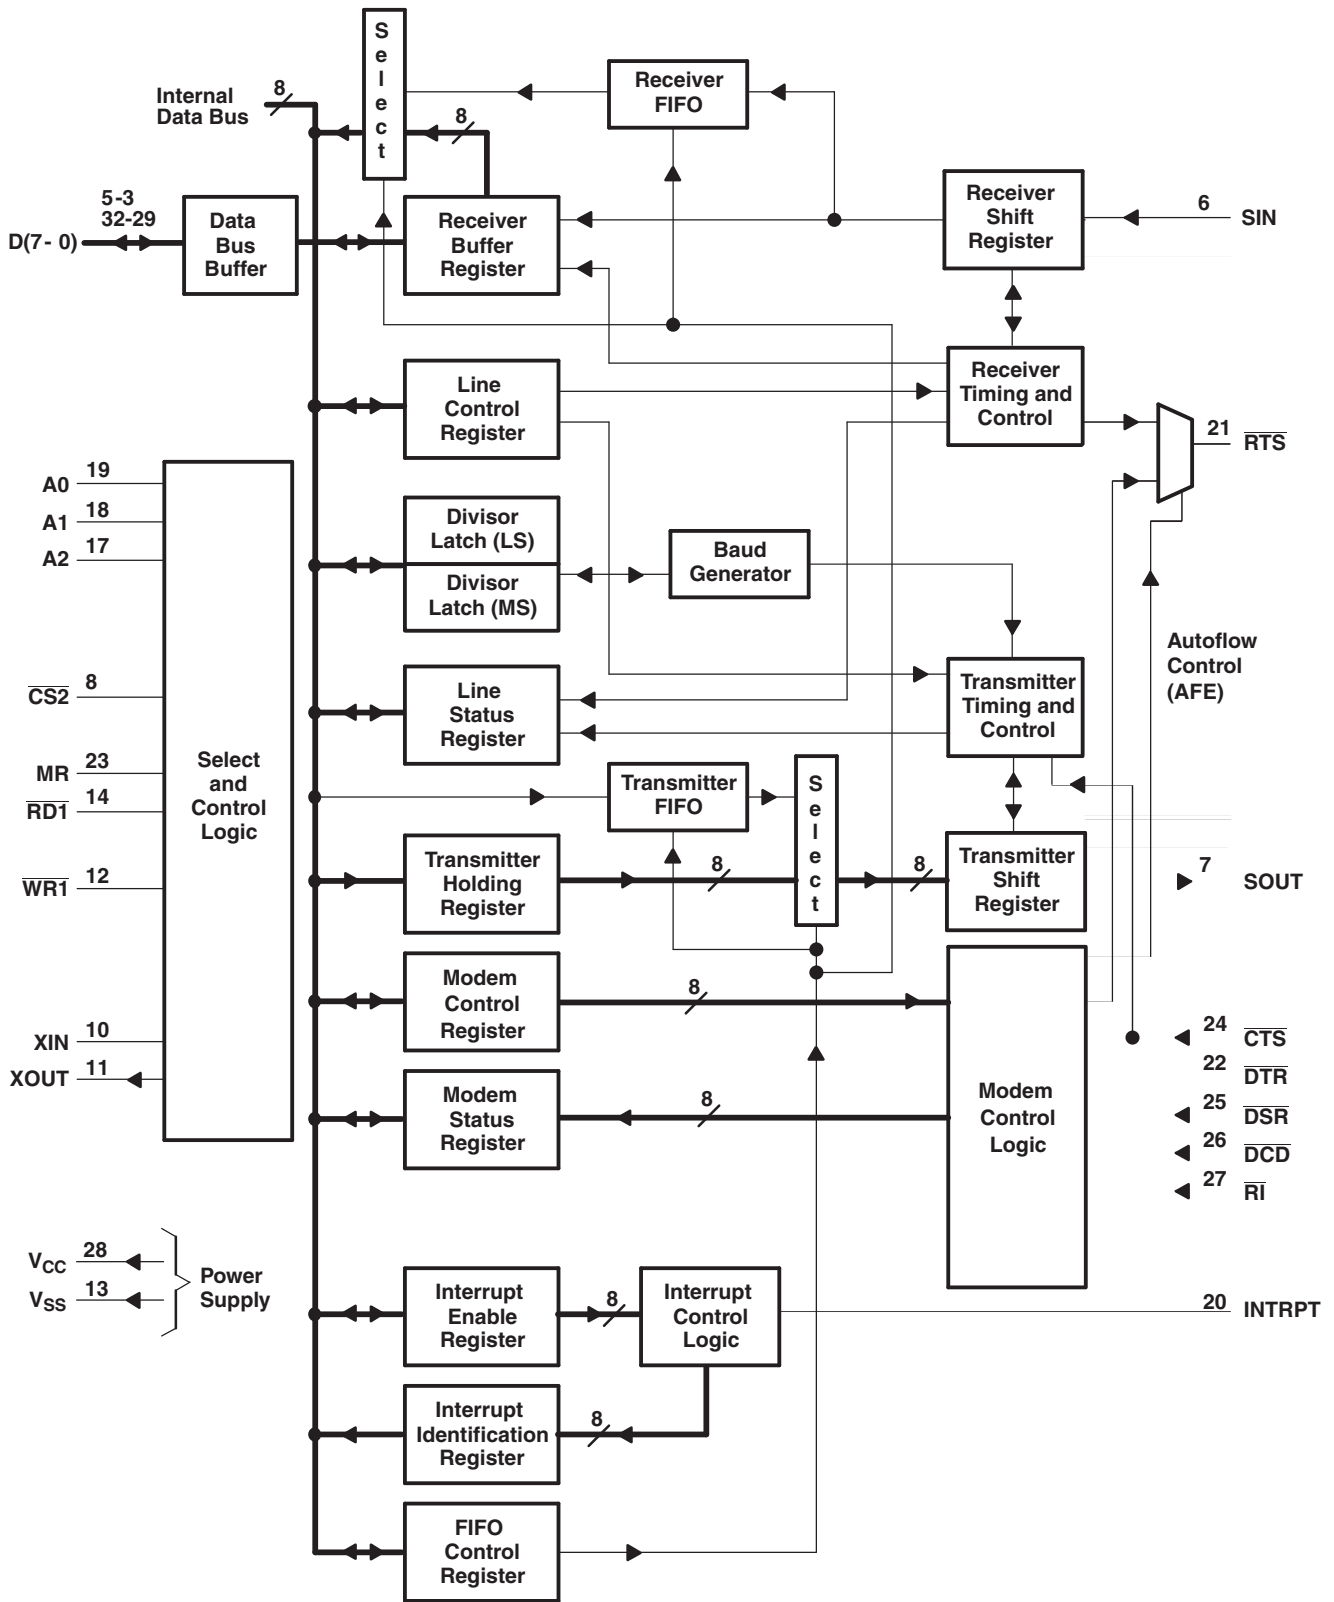 S
e
l
e
c
t
8
Internal
Data Bus
8
Receiver
FIFO
5-3
32-29
D(7- 0)
Data
Bus
Buffer
Receiver
Buffer
Register
Receiver
Shift
Register
6
SIN
Line
Control
Register
Receiver
Timing and
Control
21
RTS
A0
19
A1
18
A2
17
Divisor
Latch (LS)
Divisor
Latch (MS)
Baud
Generator
Autoflow
Control
(AFE)
CS2
8
MR
23
RD1
14
WR1
12
XIN
10
XOUT
11
Select
and
Control
Logic
Line
Status
Register
Transmitter
Timing and
Control
Transmitter
FIFO
S
e
l
e
c
t
Transmitter
Holding
Register
8
8
Transmitter
Shift
Register
7
SOUT
Modem
Control
Register
8
Modem
Status
Register
8
Modem
Control
Logic
24
CTS
22
DTR
25
DSR
26
DCD
27
RI
VCC
28
VSS
13
Power
Supply
Interrupt
Enable
Register
8
Interrupt
Control
Logic
20
INTRPT
Interrupt
Identification
Register
8
FIFO
Control
Register